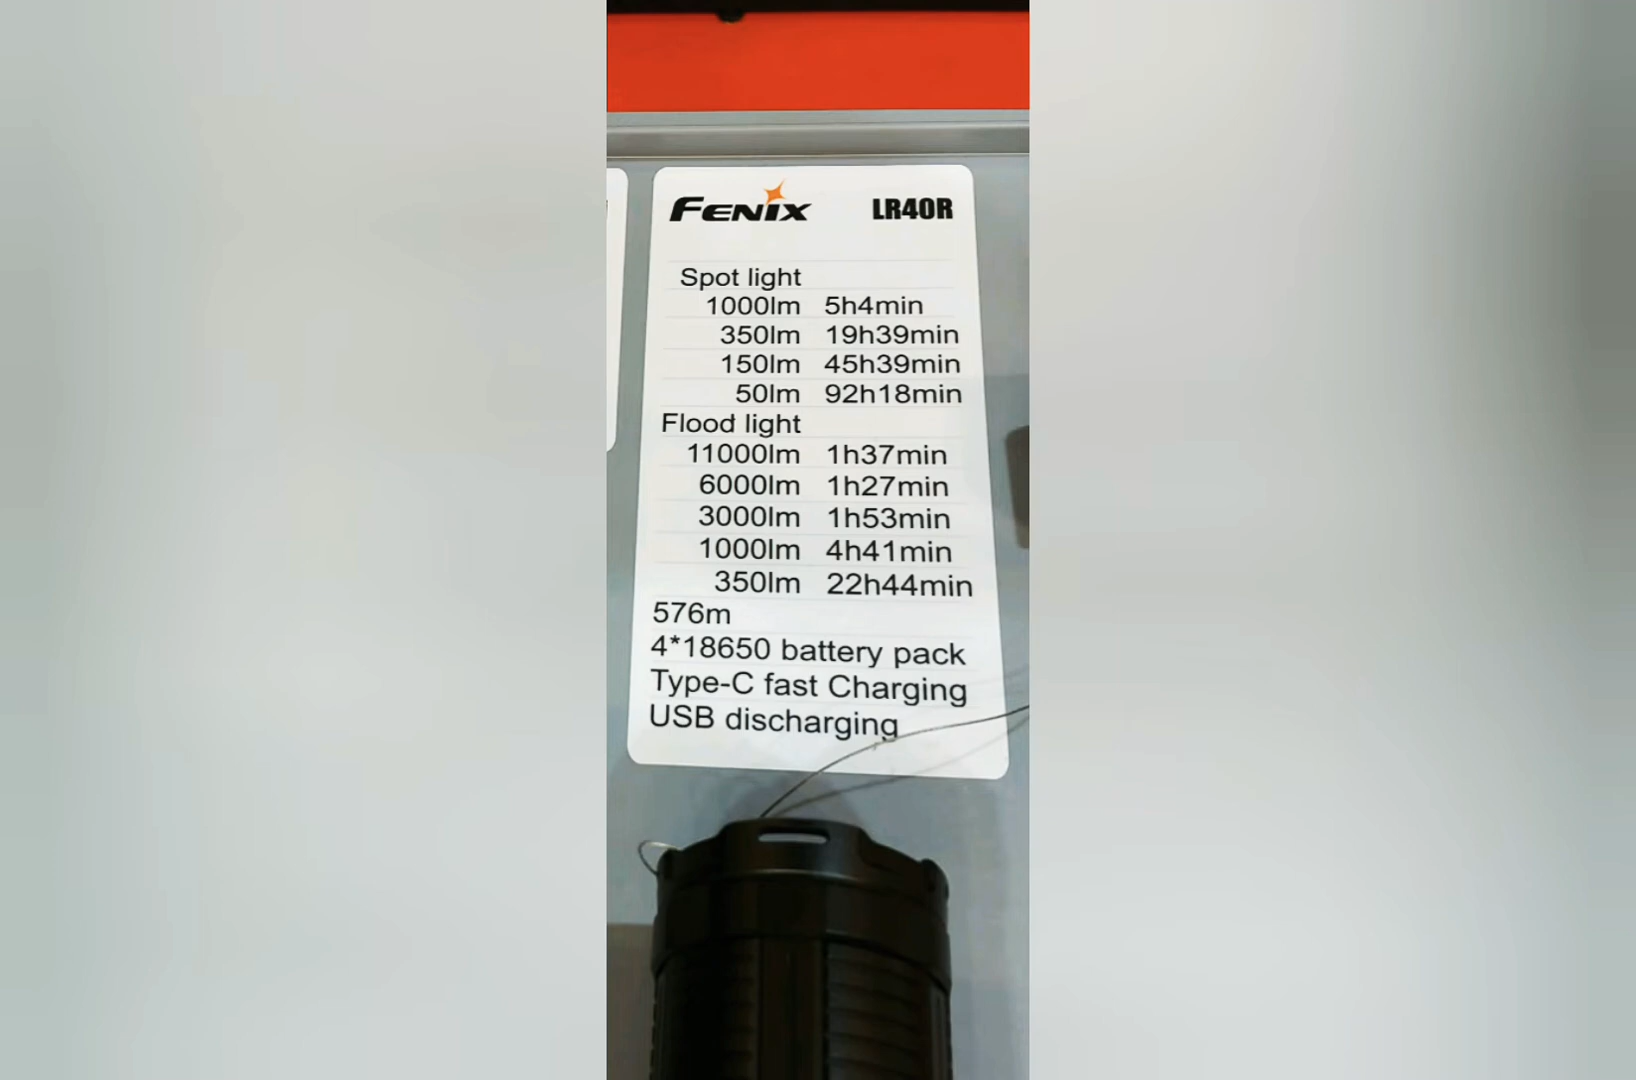 FENIX LR40R
Spot light
1000lm 5h4min
350lm 19h39min
150lm 45h39min
50lm 92h18min
Flood light
11000lm 1h37min
6000lm 1h27min
3000lm 1h53min
1000lm 4h41min
350lm 22h44min
576m
4*18650 battery pack
Type-C fast Charging
USB discharging